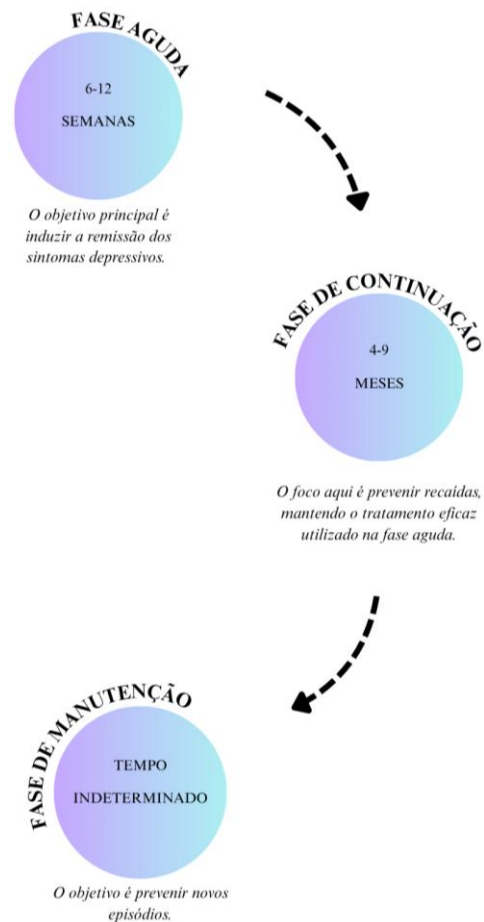 FASE AGUDA
6-12
SEMANAS
O objetivo principal é
induzir a remissão dos
sintomas depressivos.
FASE DE CONTINUAÇÃO
4-9
MESES
O foco aqui é prevenir recaídas,
mantendo o tratamento eficaz
utilizado na fase aguda.
FASE DE MANUTENÇÃO
TEMPO
INDETERMINADO
O objetivo é prevenir novos
episódios.